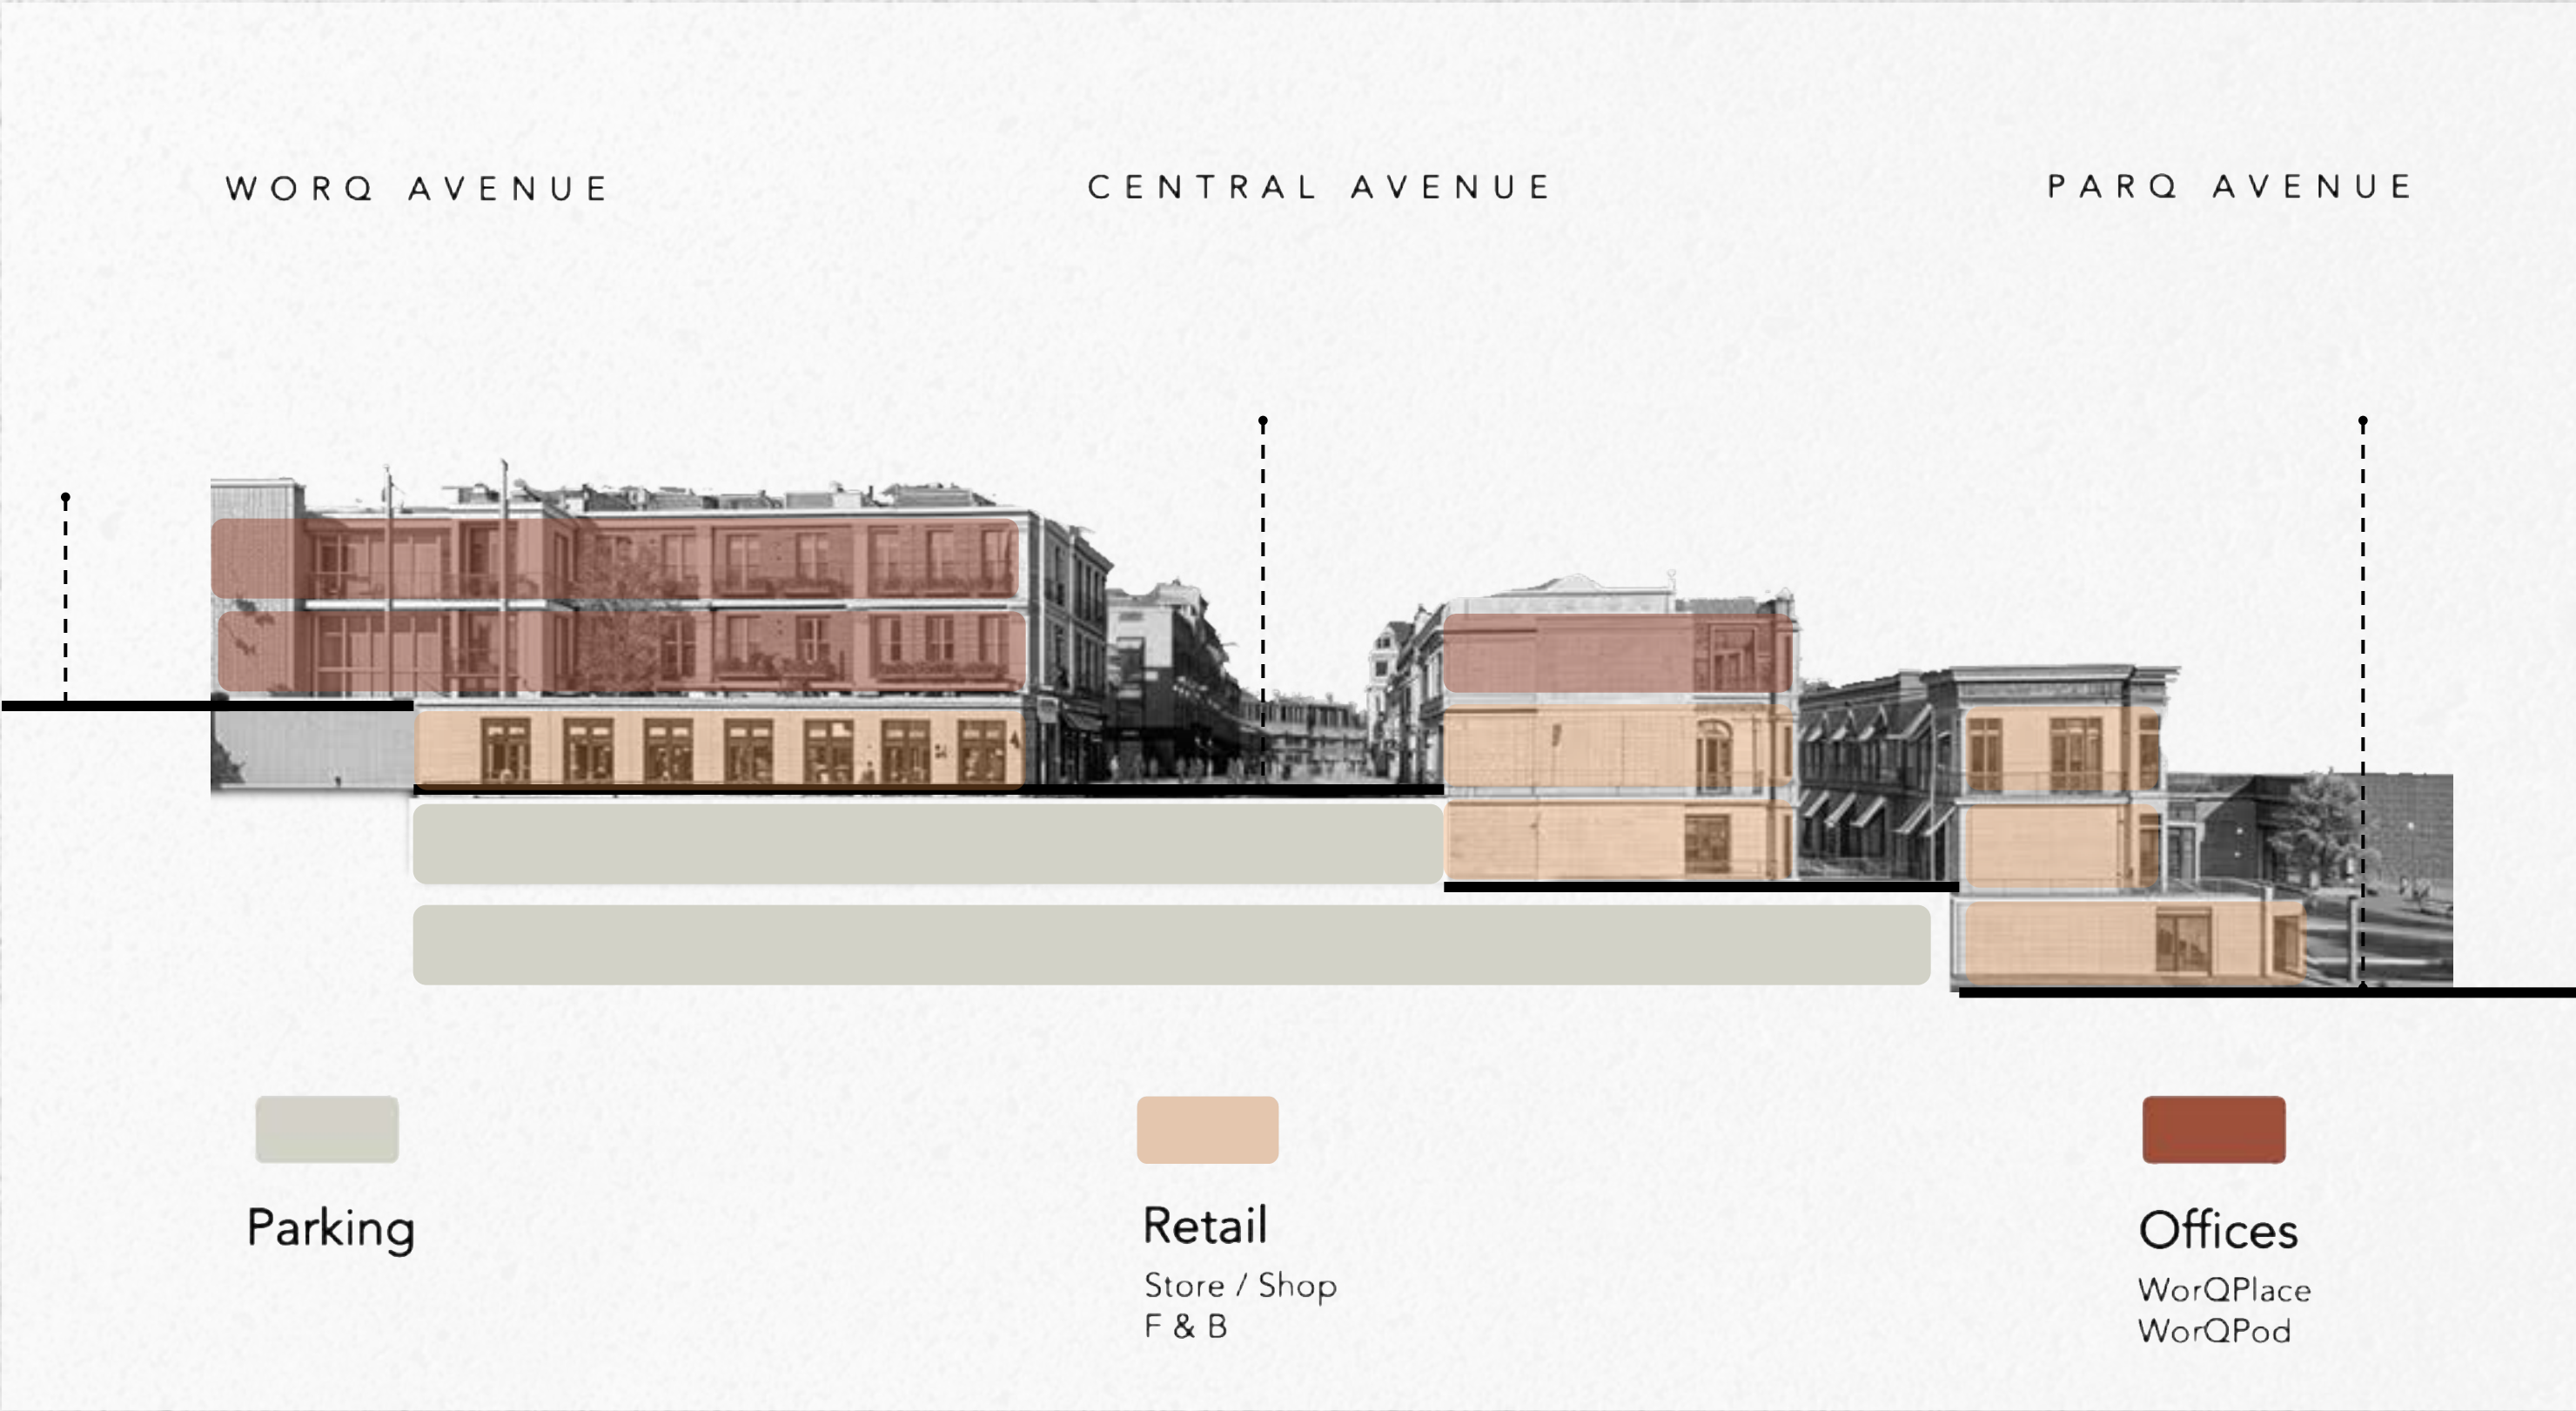 WORQ AVENUE
CENTRAL AVENUE
PARQ AVENUE
Parking
Retail
Store / Shop
F & B
Offices
WorQPlace
WorQPod